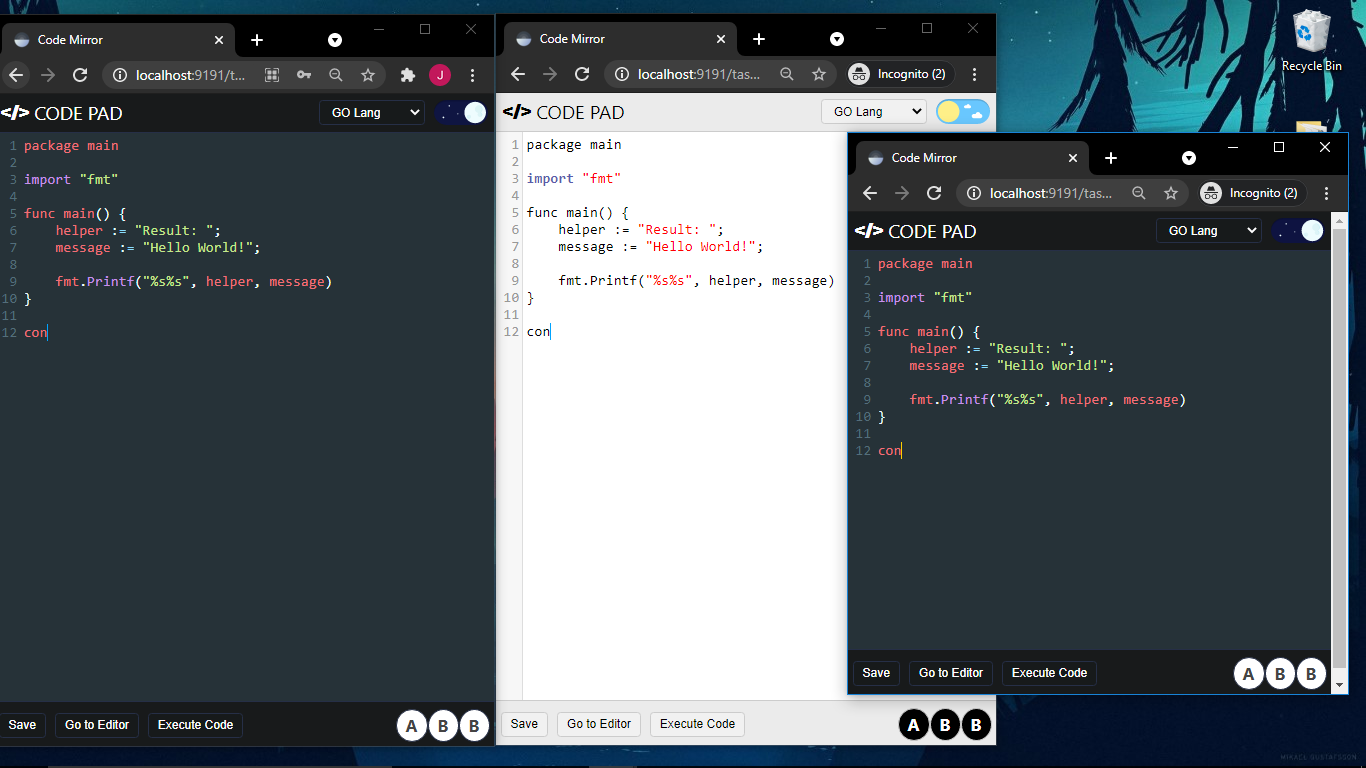 Code Mirror
localhost:9191/t...
J
</> CODE PAD
GO Lang
1 package main
2
3 import "fmt"
4
5 func main() {
6     helper := "Result: ";
7     message := "Hello World!";
8
9     fmt.Printf("%s%s", helper, message)
10 }
11
12 con
Save
Go to Editor
Execute Code
A B B
Code Mirror
localhost:9191/tas...
Incognito (2)
</> CODE PAD
GO Lang
1 package main
2
3 import "fmt"
4
5 func main() {
6     helper := "Result: ";
7     message := "Hello World!";
8
9     fmt.Printf("%s%s", helper, message)
10 }
11
12 con
Save
Go to Editor
Execute Code
A B B
Code Mirror
localhost:9191/tas...
Incognito (2)
</> CODE PAD
GO Lang
1 package main
2
3 import "fmt"
4
5 func main() {
6     helper := "Result: ";
7     message := "Hello World!";
8
9     fmt.Printf("%s%s", helper, message)
10 }
11
12 con
Save
Go to Editor
Execute Code
A B B
Recycle Bin
MIKAEL GUSTAFSSON